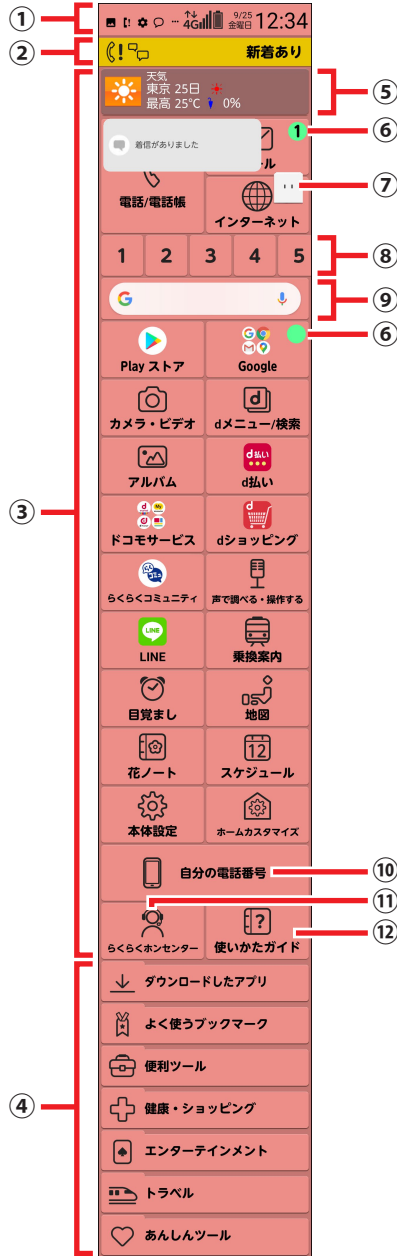 ①
4G 9/25 金曜日 12:34
②
新着あり
③
天気
東京 25日
最高 25℃ 0%
⑤
着信がありました
1
⑥
ール
電話/電話帳
インターネット
⑦
1 2 3 4 5
⑧
G
⑨
Play ストア
Google
⑥
カメラ・ビデオ
d
dメニュー/検索
アルバム
d払い
d払い
ドコモサービス
d
dショッピング
らくらくコミュニティ
声で調べる・操作する
LINE
LINE
乗換案内
目覚まし
地図
花ノート
12
スケジュール
本体設定
ホームカスタマイズ
自分の電話番号
⑩
⑪
らくらくホンセンター
?
使いかたガイド
⑫
④
ダウンロードしたアプリ
よく使うブックマーク
便利ツール
健康・ショッピング
エンターテインメント
トラベル
あんしんツール